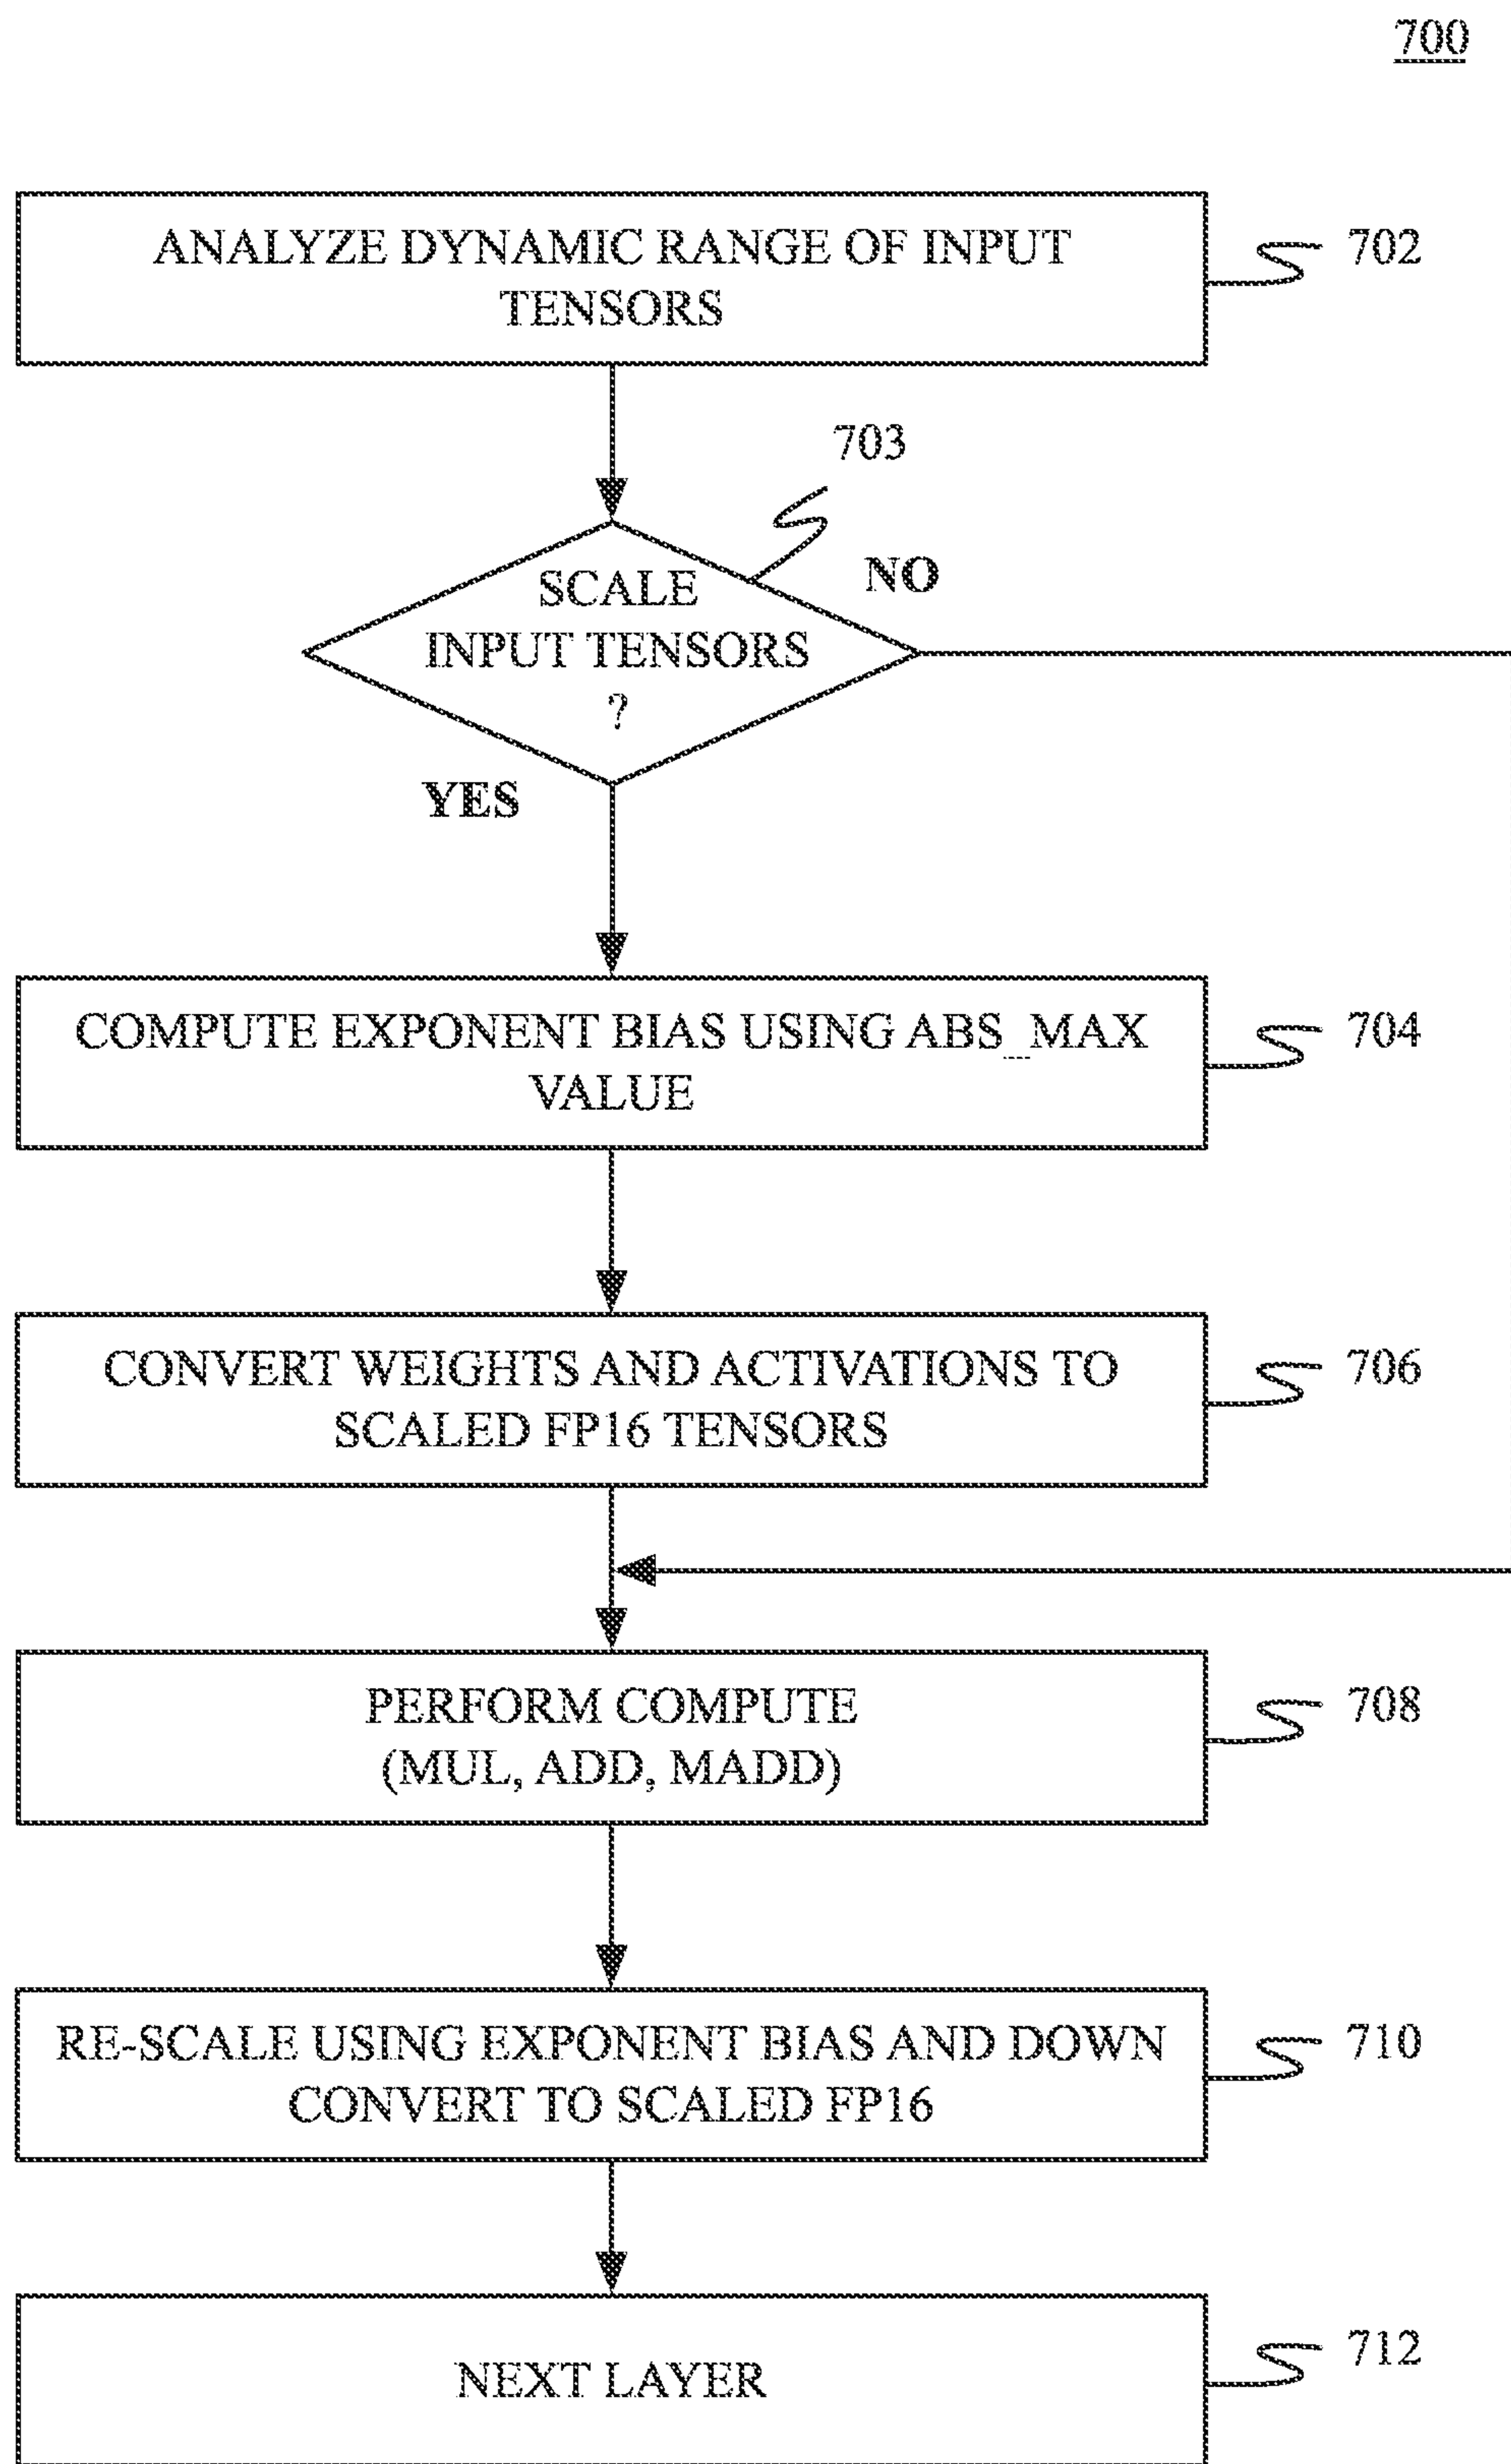 700
ANALYZE DYNAMIC RANGE OF INPUT
TENSORS
702
703
NO
SCALE
INPUT TENSORS
?
YES
COMPUTE EXPONENT BIAS USING ABS_MAX
VALUE
704
CONVERT WEIGHTS AND ACTIVATIONS TO
SCALED FP16 TENSORS
706
PERFORM COMPUTE
(MUL, ADD, MADD)
708
RE-SCALE USING EXPONENT BIAS AND DOWN
CONVERT TO SCALED FP16
710
NEXT LAYER
712